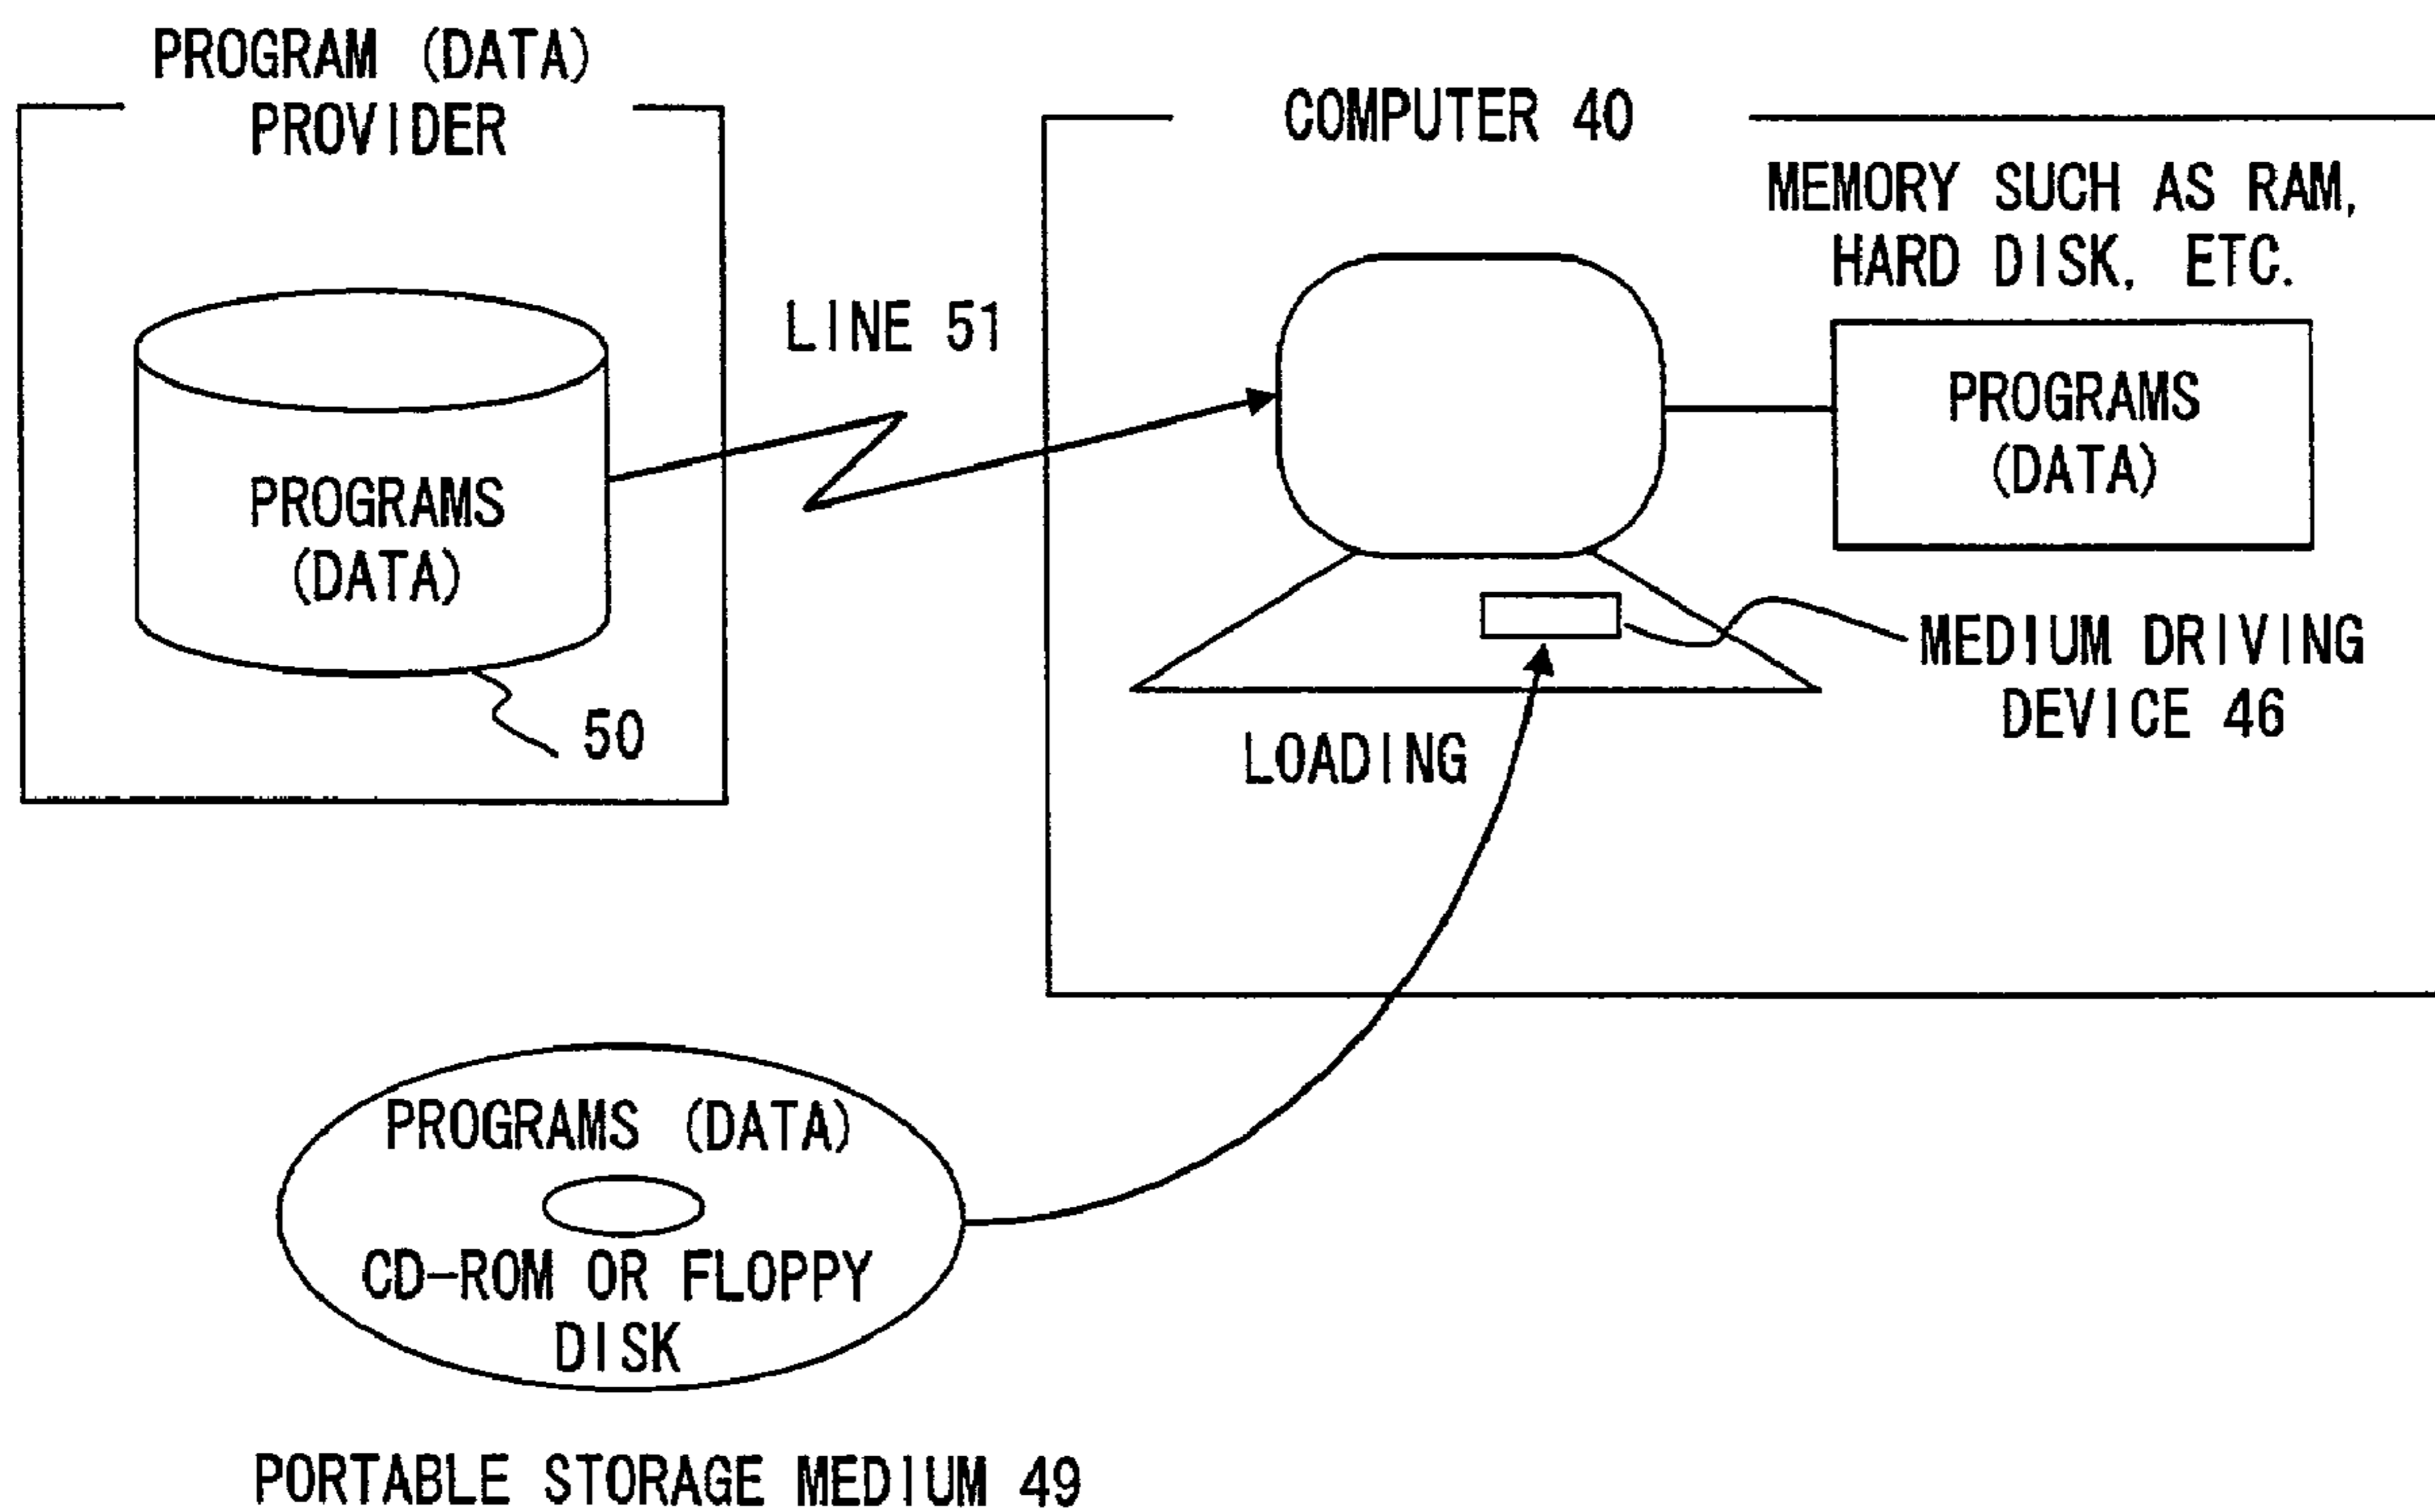 PROGRAM (DATA)
PROVIDER
PROGRAMS
(DATA)
50
LINE 51
COMPUTER 40
MEMORY SUCH AS RAM,
HARD DISK, ETC.
PROGRAMS
(DATA)
MEDIUM DRIVING
DEVICE 46
LOADING
PROGRAMS (DATA)
CD-ROM OR FLOPPY
DISK
PORTABLE STORAGE MEDIUM 49